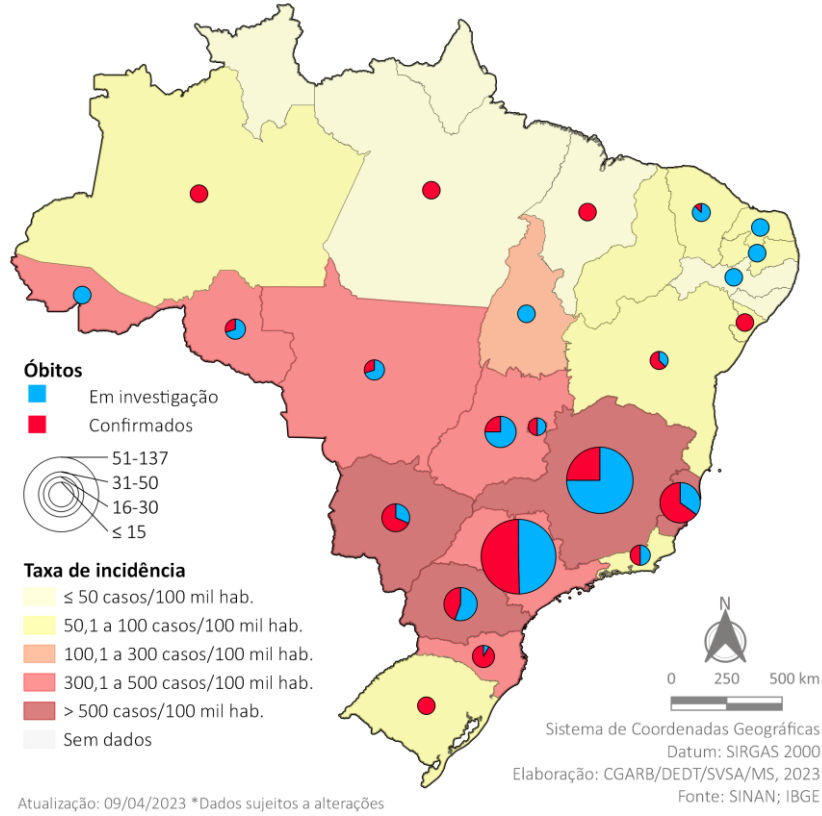 Óbitos
Em investigação
Confirmados
51-137
31-50
16-30
≤ 15
Taxa de incidência
≤ 50 casos/100 mil hab.
50,1 a 100 casos/100 mil hab.
100,1 a 300 casos/100 mil hab.
300,1 a 500 casos/100 mil hab.
> 500 casos/100 mil hab.
Sem dados
Atualização: 09/04/2023 *Dados sujeitos a alterações
N
0 250 500 km
Sistema de Coordenadas Geográficas
Datum: SIRGAS 2000
Elaboração: CGARB/DEDT/SVSA/MS, 2023
Fonte: SINAN; IBGE